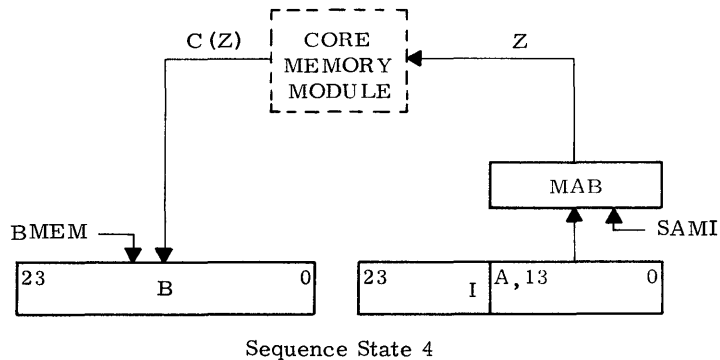 C (Z)
CORE
MEMORY
MODULE
Z
MAB
BMEM
SAMI
23 B 0
23 I A, 13 0
Sequence State 4